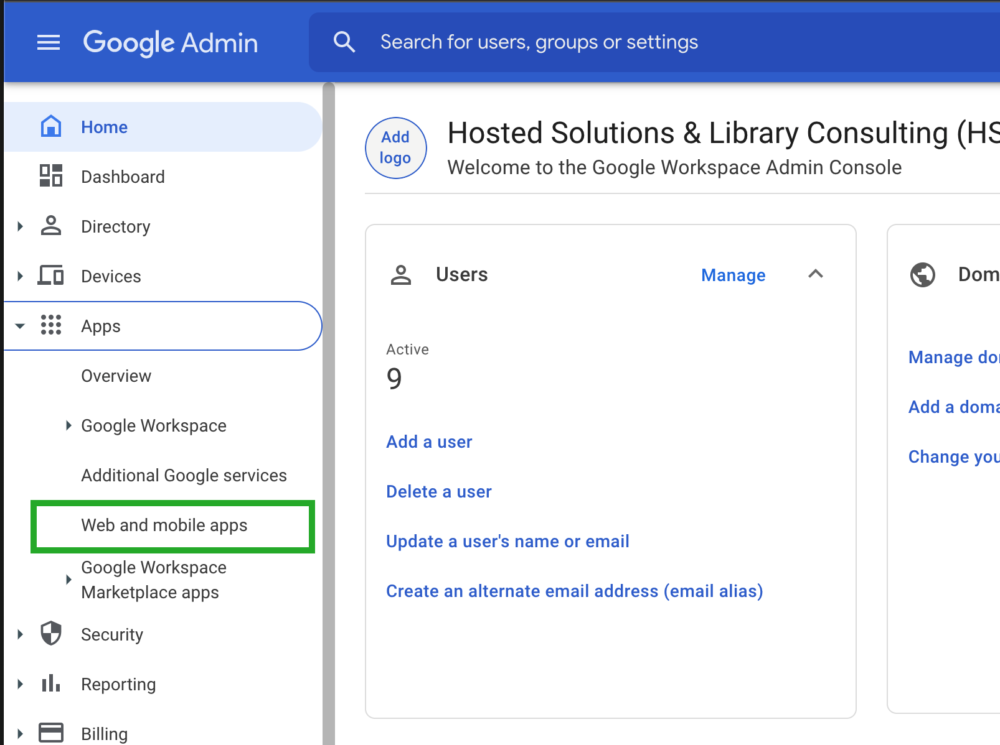 Google Admin
Search for users, groups or settings
Home
Dashboard
Directory
Devices
Apps
Overview
Google Workspace
Additional Google services
Web and mobile apps
Google Workspace
Marketplace apps
Security
Reporting
Billing
Add
logo
Hosted Solutions & Library Consulting (HS
Welcome to the Google Workspace Admin Console
Users
Manage
Active
9
Add a user
Delete a user
Update a user's name or email
Create an alternate email address (email alias)
Dom
Manage do
Add a doma
Change you